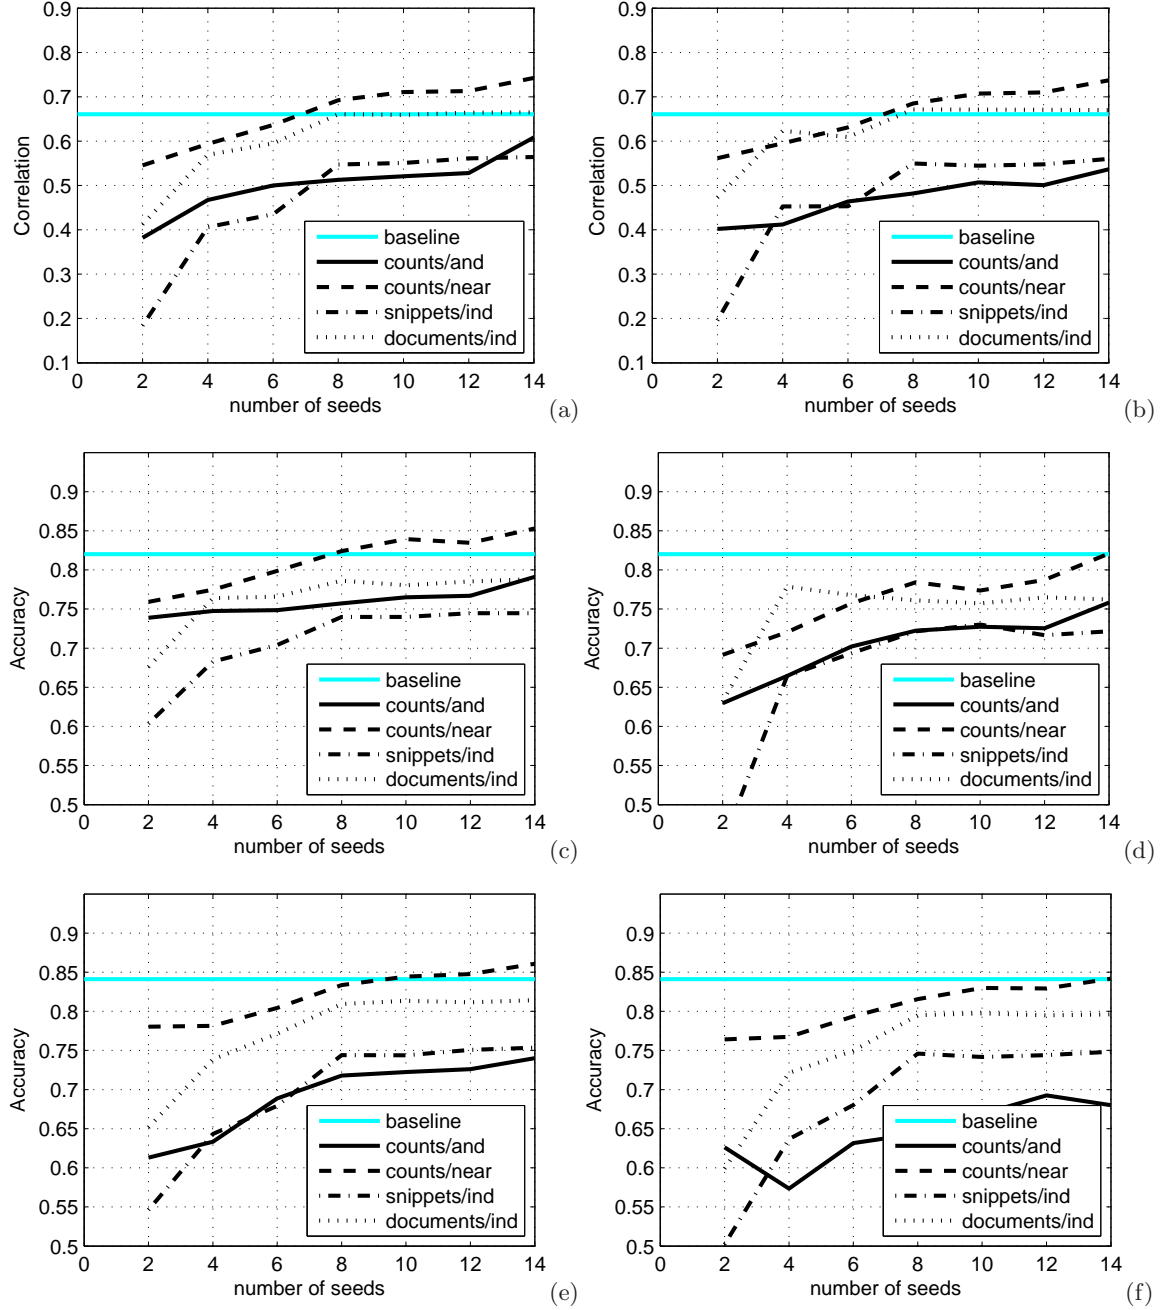 1
0.9
0.8
0.7
0.6
0.5
0.4
0.3
0.2
0.1
Correlation
0 2 4 6 8 10 12 14
number of seeds
baseline
counts/and
counts/near
snippets/ind
documents/ind
(a)
1
0.9
0.8
0.7
0.6
0.5
0.4
0.3
0.2
0.1
Correlation
0 2 4 6 8 10 12 14
number of seeds
baseline
counts/and
counts/near
snippets/ind
documents/ind
(b)
0.9
0.85
0.8
0.75
0.7
0.65
0.6
0.55
0.5
Accuracy
0 2 4 6 8 10 12 14
number of seeds
baseline
counts/and
counts/near
snippets/ind
documents/ind
(c)
0.9
0.85
0.8
0.75
0.7
0.65
0.6
0.55
0.5
Accuracy
0 2 4 6 8 10 12 14
number of seeds
baseline
counts/and
counts/near
snippets/ind
documents/ind
(d)
0.9
0.85
0.8
0.75
0.7
0.65
0.6
0.55
0.5
Accuracy
0 2 4 6 8 10 12 14
number of seeds
baseline
counts/and
counts/near
snippets/ind
documents/ind
(e)
0.9
0.85
0.8
0.75
0.7
0.65
0.6
0.55
0.5
Accuracy
0 2 4 6 8 10 12 14
number of seeds
baseline
counts/and
counts/near
snippets/ind
documents/ind
(f)